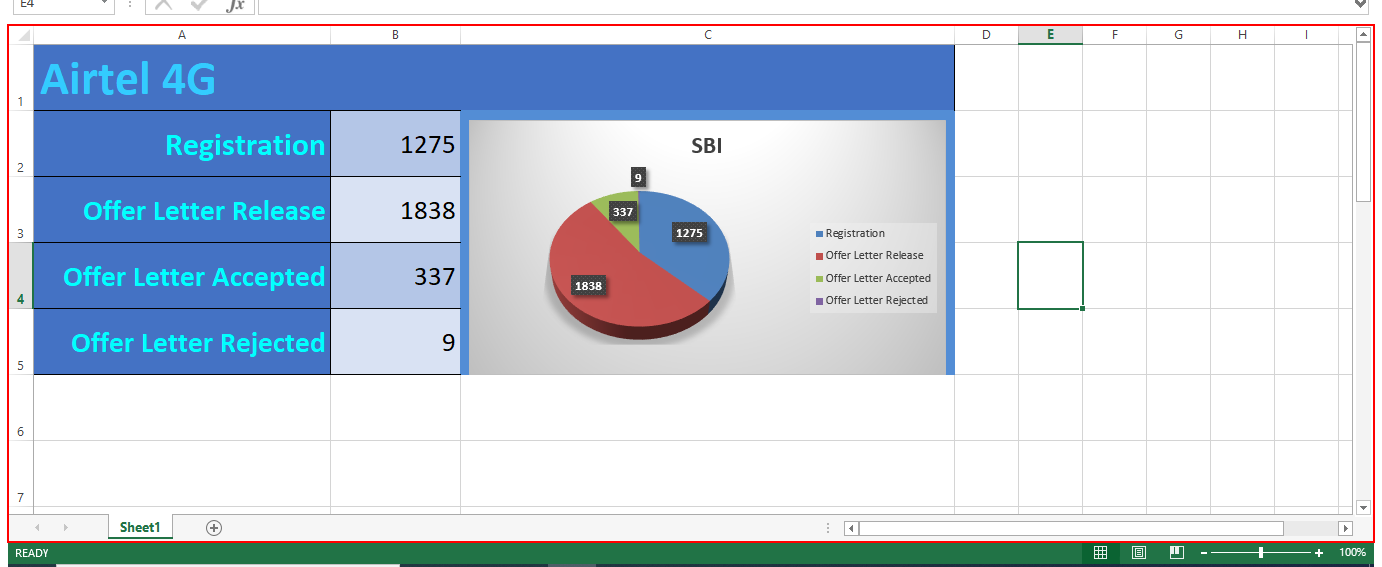 E4
fx
A B C D E F G H I
1 Airtel 4G
2 Registration 1275
3 Offer Letter Release 1838
4 Offer Letter Accepted 337
5 Offer Letter Rejected 9
6
7
SBI
9
337
1275
1838
Registration
Offer Letter Release
Offer Letter Accepted
Offer Letter Rejected
Sheet1
READY 100%